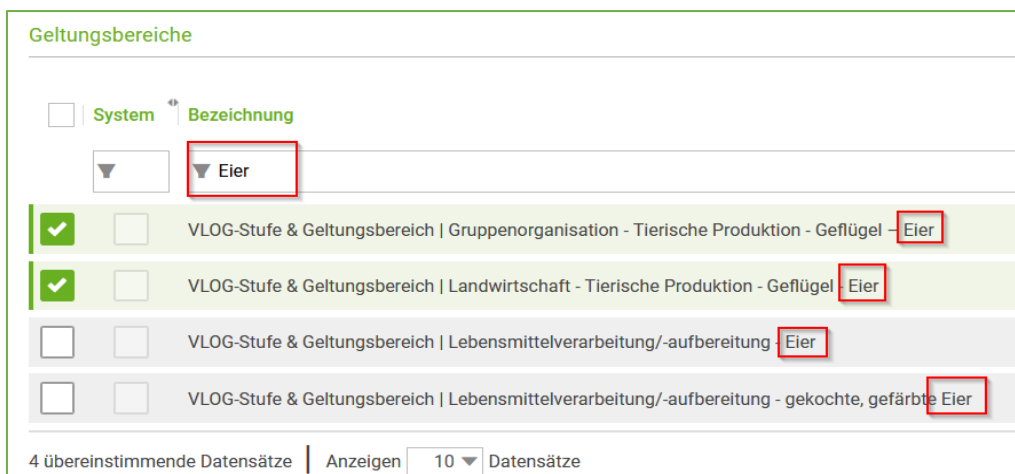 Geltungsbereiche
System Bezeichnung
Eier
VLOG-Stufe & Geltungsbereich | Gruppenorganisation - Tierische Produktion - Geflügel – Eier
VLOG-Stufe & Geltungsbereich | Landwirtschaft - Tierische Produktion - Geflügel - Eier
VLOG-Stufe & Geltungsbereich | Lebensmittelverarbeitung/-aufbereitung - Eier
VLOG-Stufe & Geltungsbereich | Lebensmittelverarbeitung/-aufbereitung - gekochte, gefärbte Eier
4 übereinstimmende Datensätze | Anzeigen 10 Datensätze